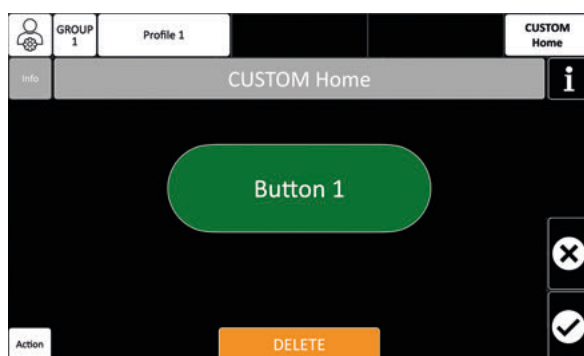 GROUP
1
Profile 1
CUSTOM
Home
Info
CUSTOM Home
i
Button 1
Action
DELETE